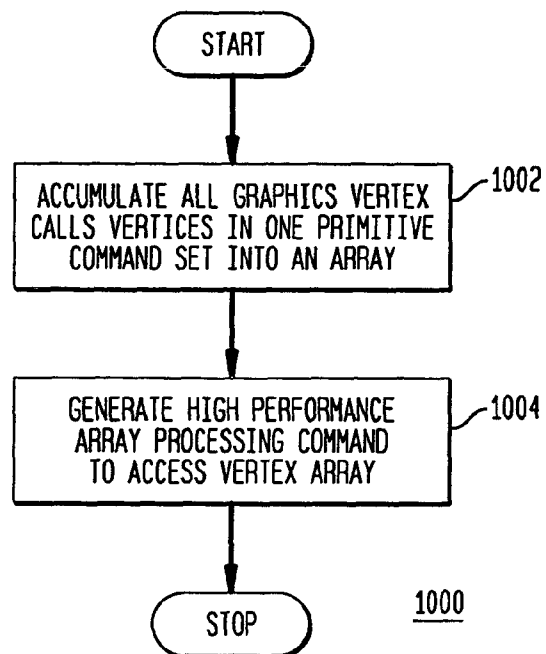 START
ACCUMULATE ALL GRAPHICS VERTEX
CALLS VERTICES IN ONE PRIMITIVE
COMMAND SET INTO AN ARRAY
1002
GENERATE HIGH PERFORMANCE
ARRAY PROCESSING COMMAND
TO ACCESS VERTEX ARRAY
1004
STOP
1000